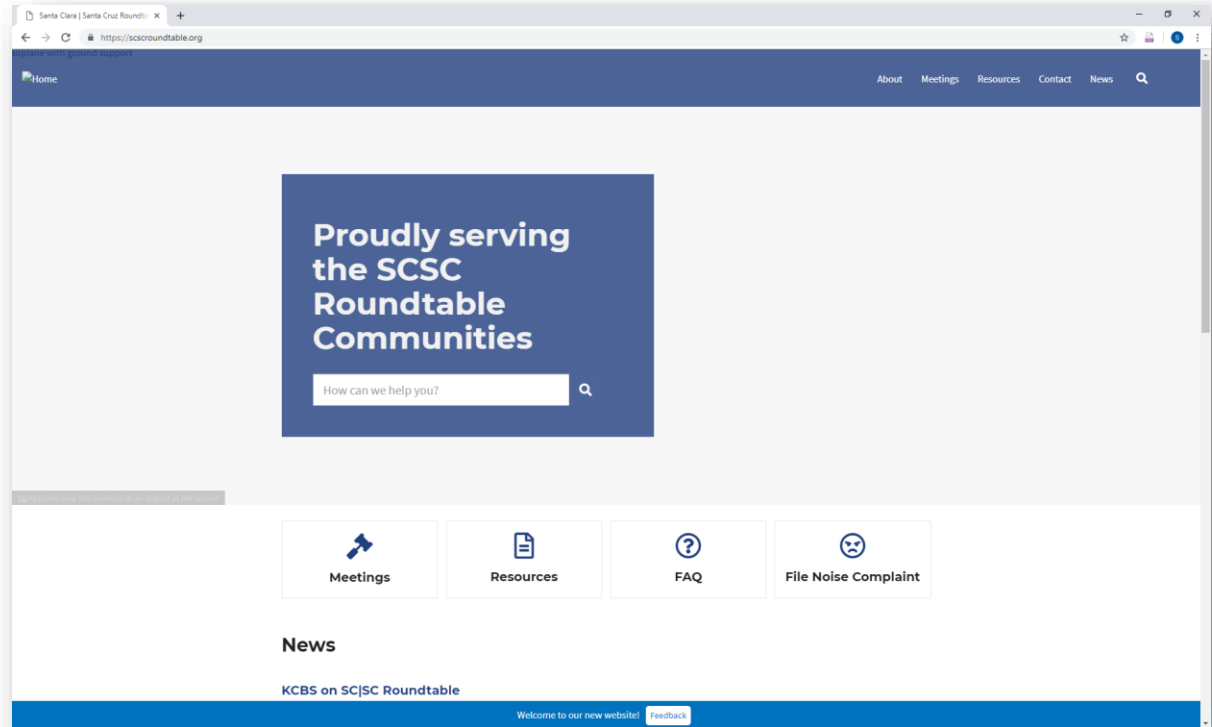 Santa Clara | Santa Cruz Roundt
https://scscroundtable.org
S
airplane with ground support
Home
About Meetings Resources Contact News
Proudly serving
the SCSC
Roundtable
Communities
How can we help you?
Airplane near the terminal in an airport at the sunset
Meetings
Resources
FAQ
File Noise Complaint
News
KCBS on SC|SC Roundtable
Welcome to our new website! Feedback